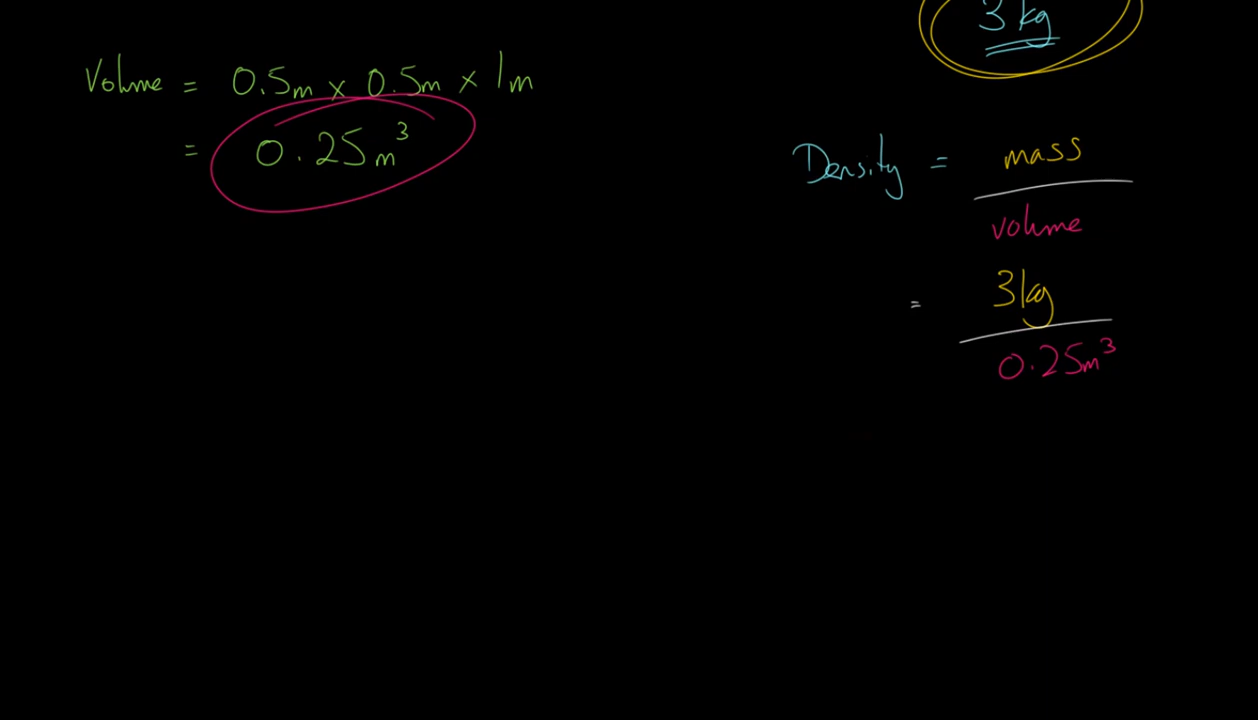 3 kg
Volume = 0.5m x 0.5m x 1m
= 0.25m³
Density = mass
volume
= 3kg
0.25m³